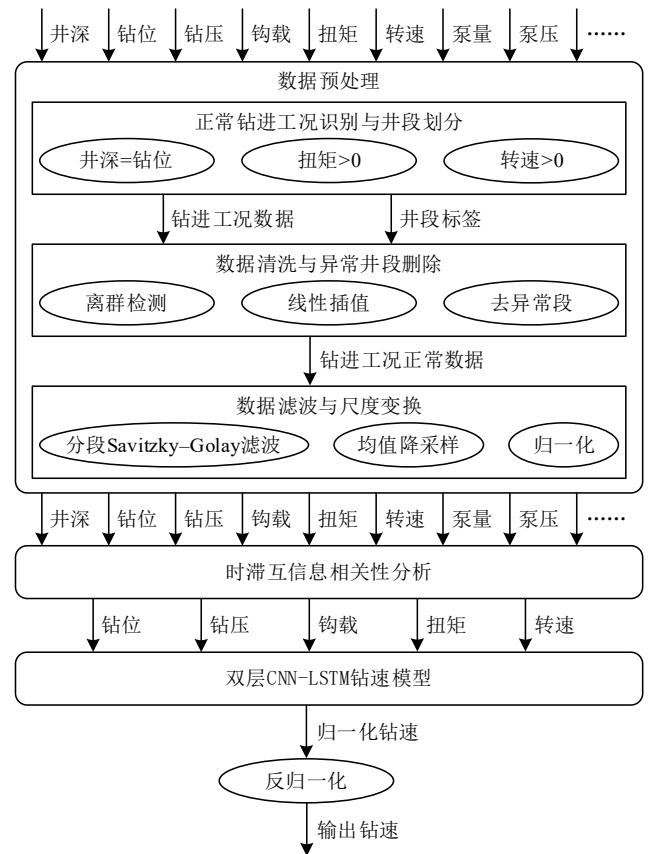 井深 钻位 钻压 钩载 扭矩 转速 泵量 泵压 ……
数据预处理
正常钻进工况识别与井段划分
井深=钻位 扭矩>0 转速>0
钻进工况数据 井段标签
数据清洗与异常井段删除
离群检测 线性插值 去异常段
钻进工况正常数据
数据滤波与尺度变换
分段Savitzky–Golay滤波 均值降采样 归一化
井深 钻位 钻压 钩载 扭矩 转速 泵量 泵压 ……
时滞互信息相关性分析
钻位 钻压 钩载 扭矩 转速
双层CNN-LSTM钻速模型
归一化钻速
反归一化
输出钻速